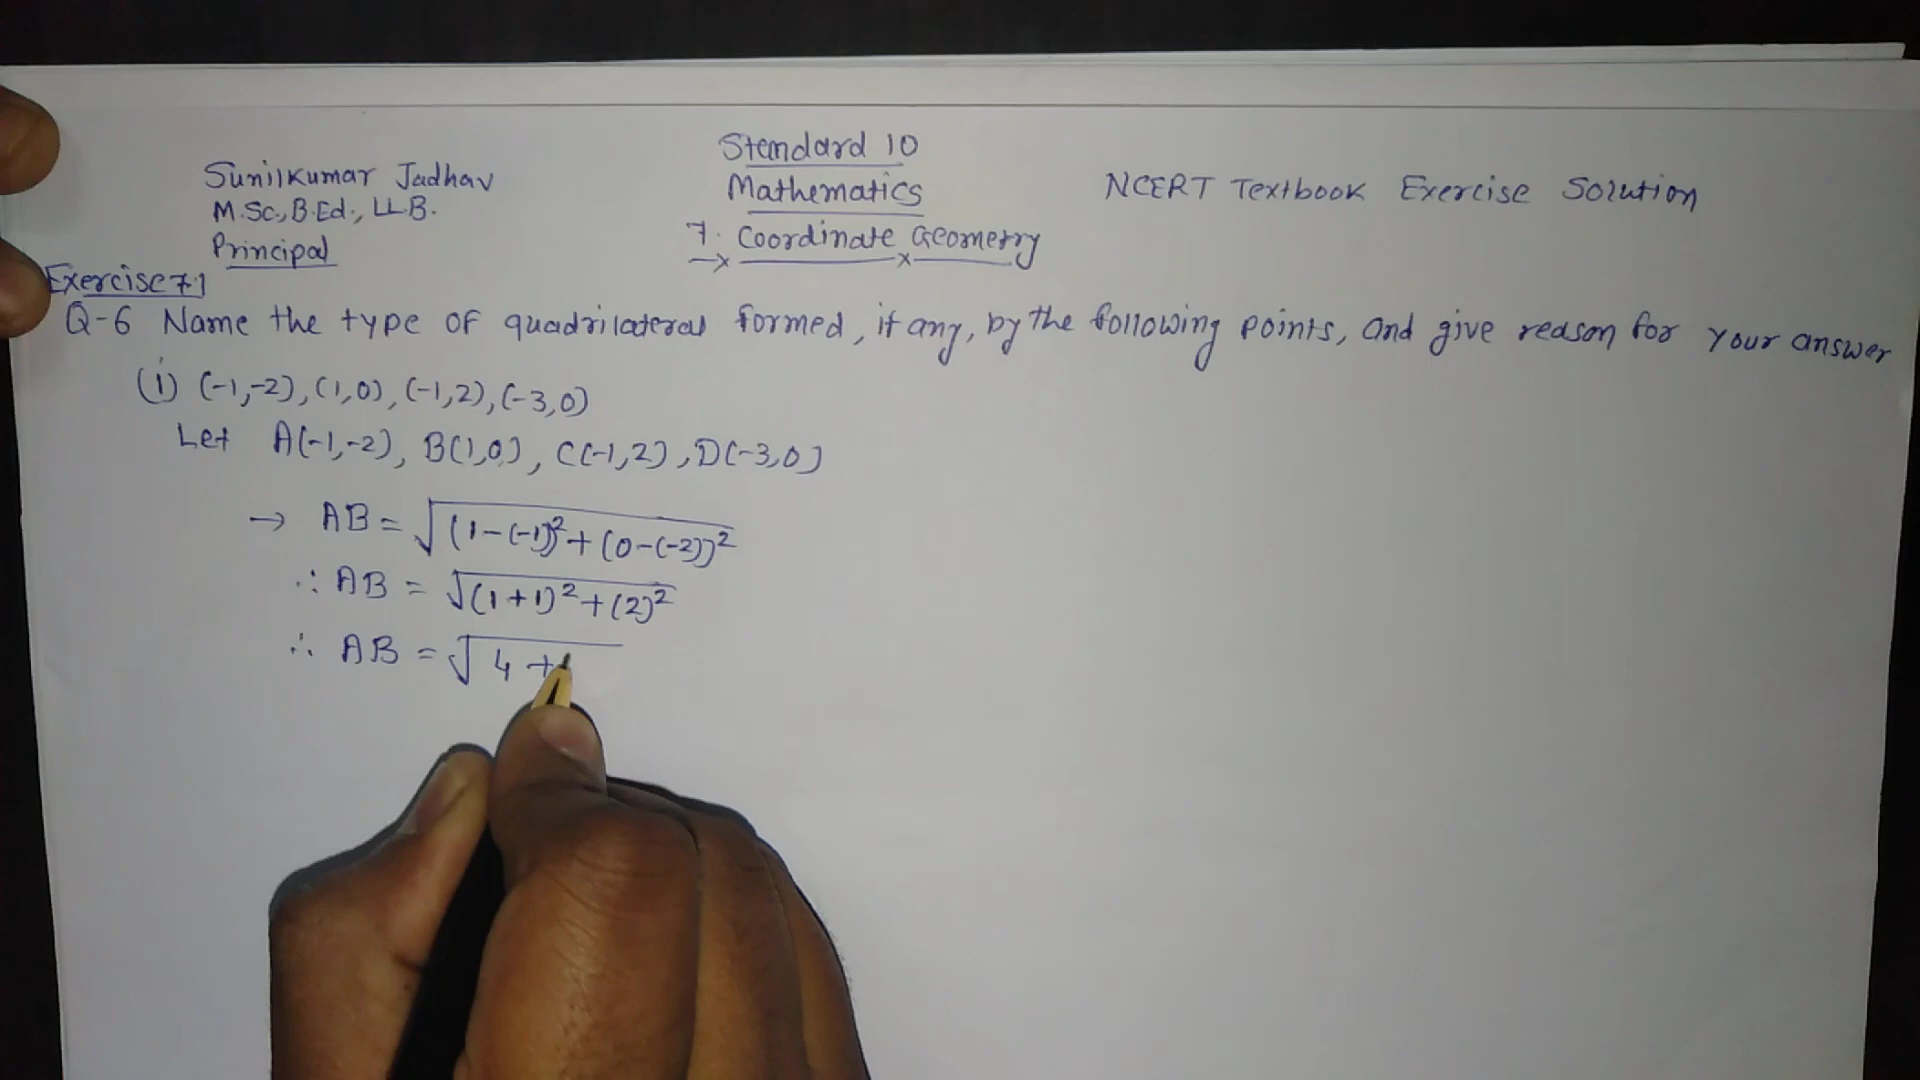 Standard 10
Sunilkumar Jadhav
Mathematics
NCERT Textbook Exercise Solution
M.Sc., B.Ed., LL.B.
7. Coordinate Geometry
Principal
Exercise 7.1
Q-6 Name the type of quadrilateral formed, if any, by the following points, and give reason for your answer
(i) (-1,-2), (1,0), (-1,2), (-3,0)
Let A(-1,-2), B(1,0), C(-1,2), D(-3,0)
→ AB = √(1-(-1))²+(0-(-2))²
∴ AB = √(1+1)²+(2)²
∴ AB = √4+